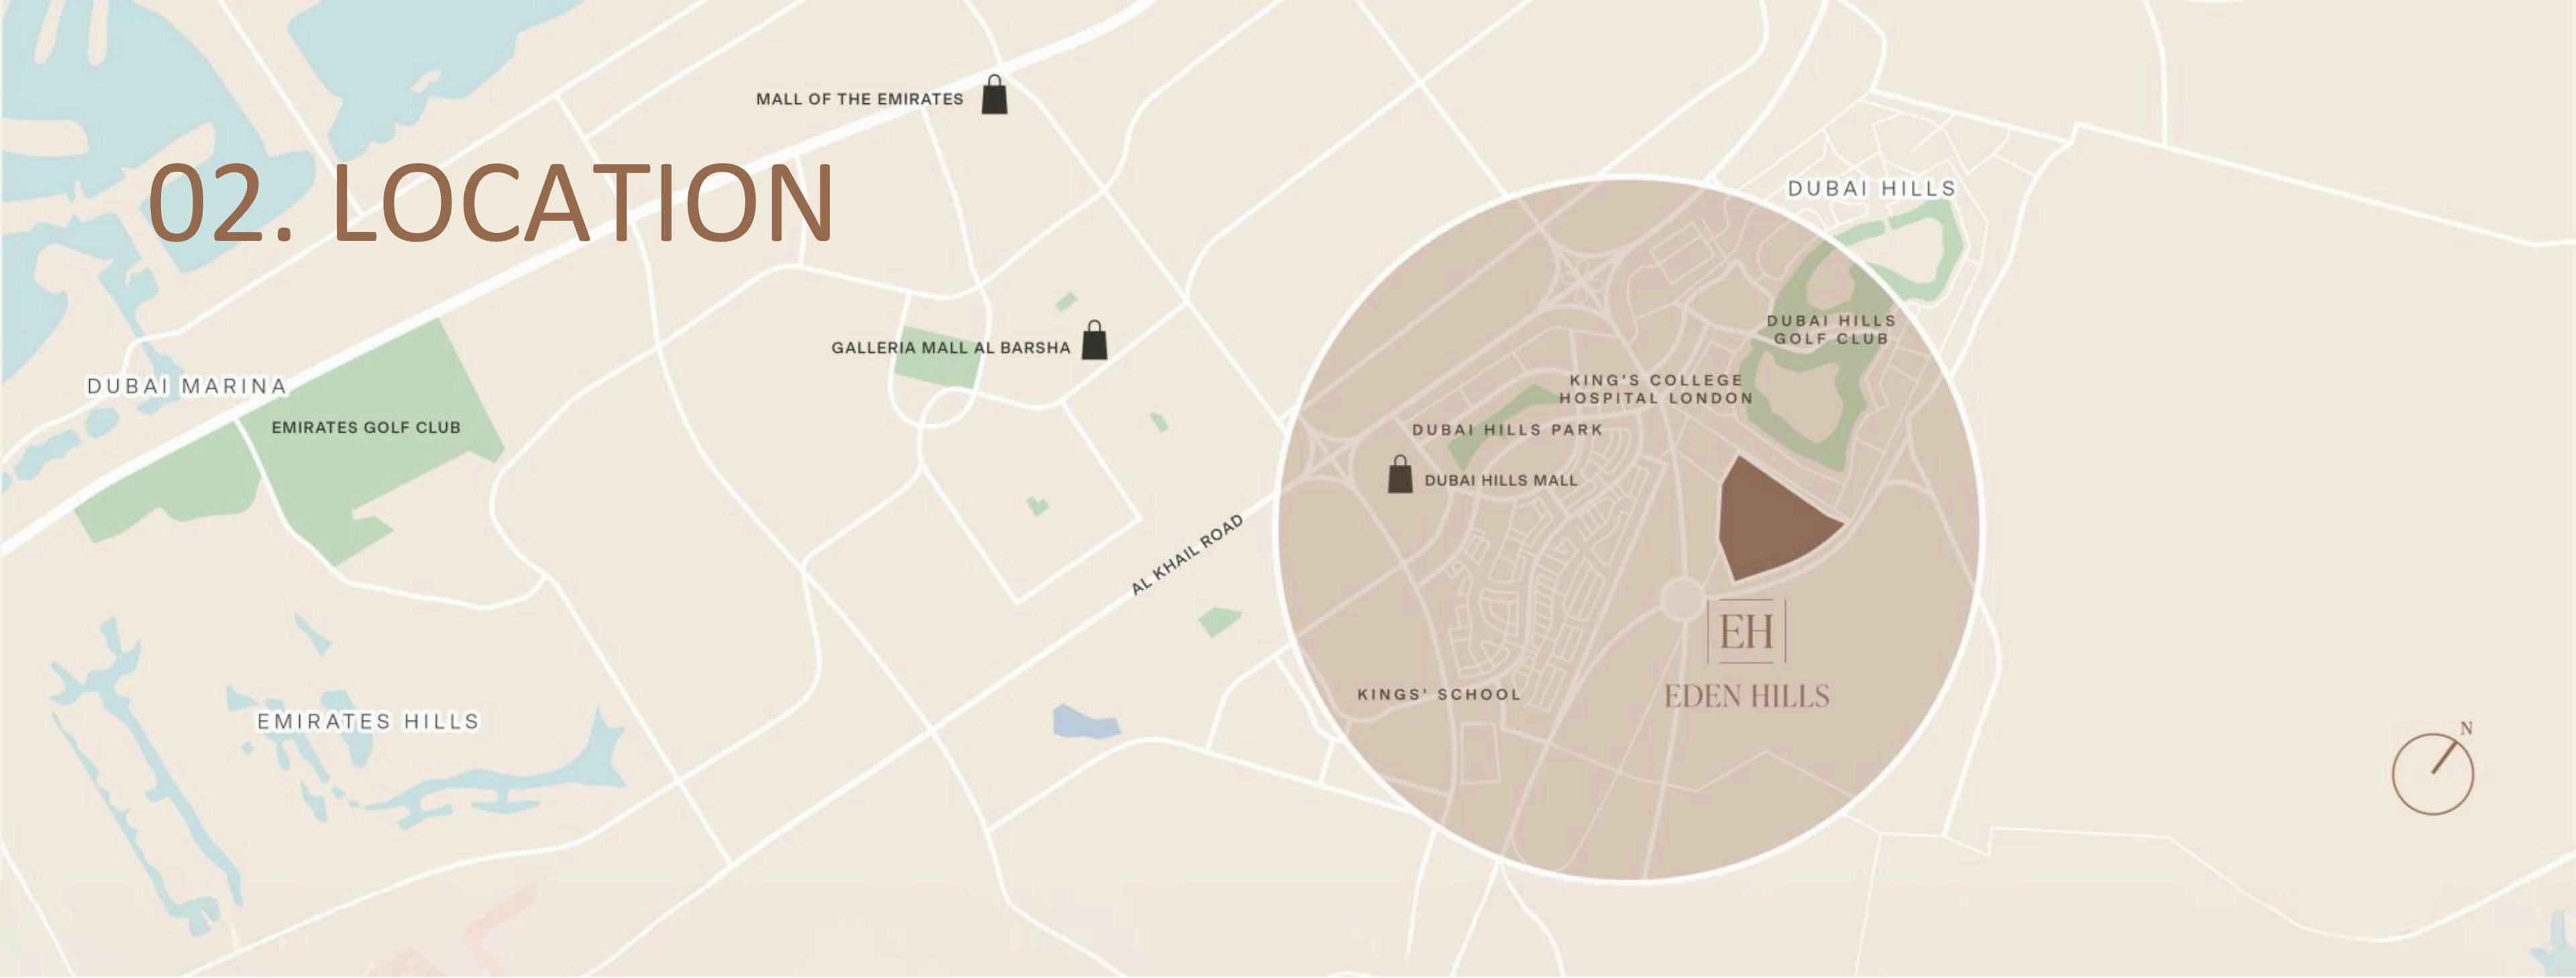 MALL OF THE EMIRATES
02. LOCATION
DUBAI HILLS
DUBAI HILLS
GOLF CLUB
GALLERIA MALL AL BARSHA
DUBAI MARINA
KING'S COLLEGE
HOSPITAL LONDON
EMIRATES GOLF CLUB
DUBAI HILLS PARK
DUBAI HILLS MALL
AL KHAIL ROAD
EH
EDEN HILLS
KINGS' SCHOOL
EMIRATES HILLS
N